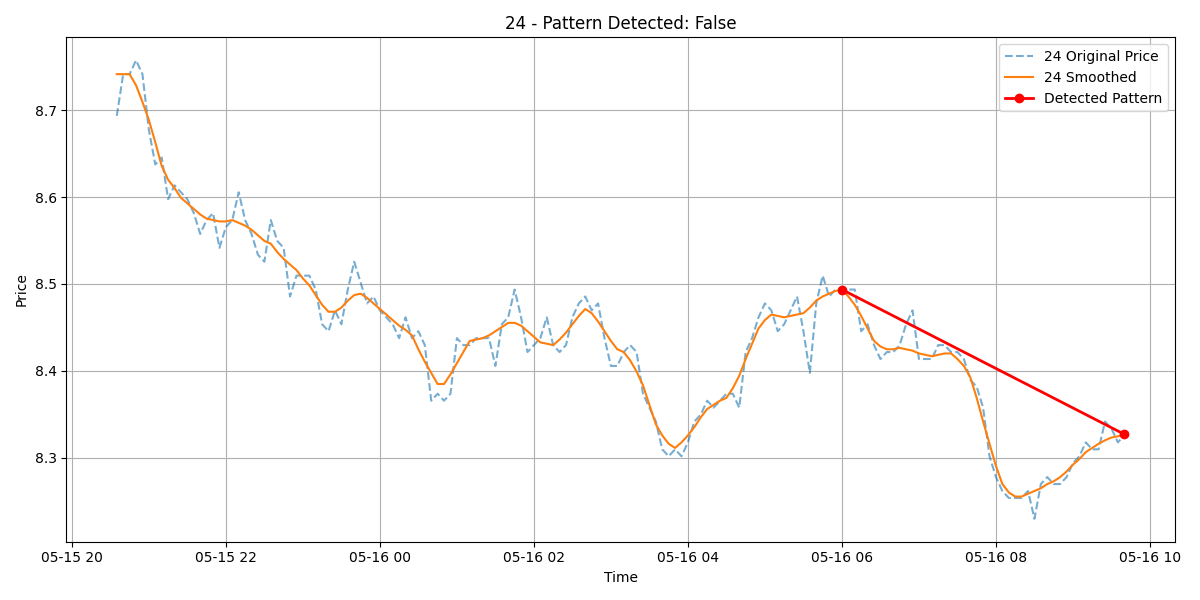 24 - Pattern Detected: False
24 Original Price
24 Smoothed
Detected Pattern
Price
8.7
8.6
8.5
8.4
8.3
05-15 20
05-15 22
05-16 00
05-16 02
05-16 04
05-16 06
05-16 08
05-16 10
Time